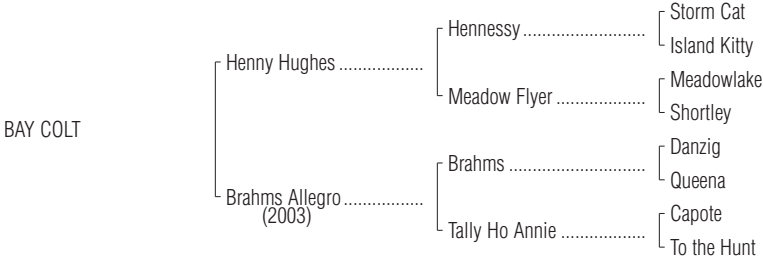 Storm Cat
Hennessy ..........................
Island Kitty
Henny Hughes ..................
Meadowlake
Meadow Flyer ...................
Shortley
BAY COLT
Danzig
Brahms .............................
Queena
Brahms Allegro .................
(2003)
Capote
Tally Ho Annie ..................
To the Hunt